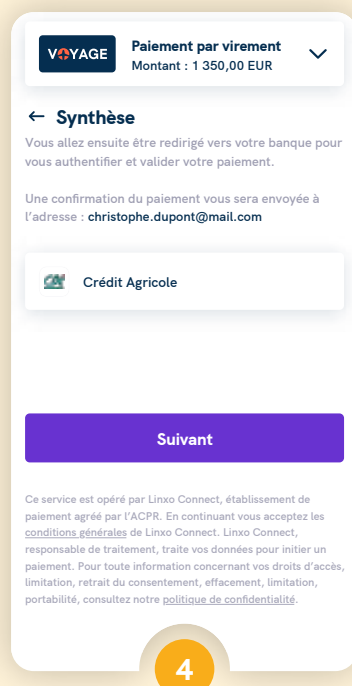 VOYAGE
Paiement par virement
Montant : 1 350,00 EUR
← Synthèse
Vous allez ensuite être redirigé vers votre banque pour
vous authentifier et valider votre paiement.
Une confirmation du paiement vous sera envoyée à
l'adresse : christophe.dupont@mail.com
CA
Crédit Agricole
Suivant
Ce service est opéré par Linxo Connect, établissement de
paiement agréé par l'ACPR. En continuant vous acceptez les
conditions générales de Linxo Connect. Linxo Connect,
responsable de traitement, traite vos données pour initier un
paiement. Pour toute information concernant vos droits d'accès,
limitation, retrait du consentement, effacement, limitation,
portabilité, consultez notre politique de confidentialité.
4